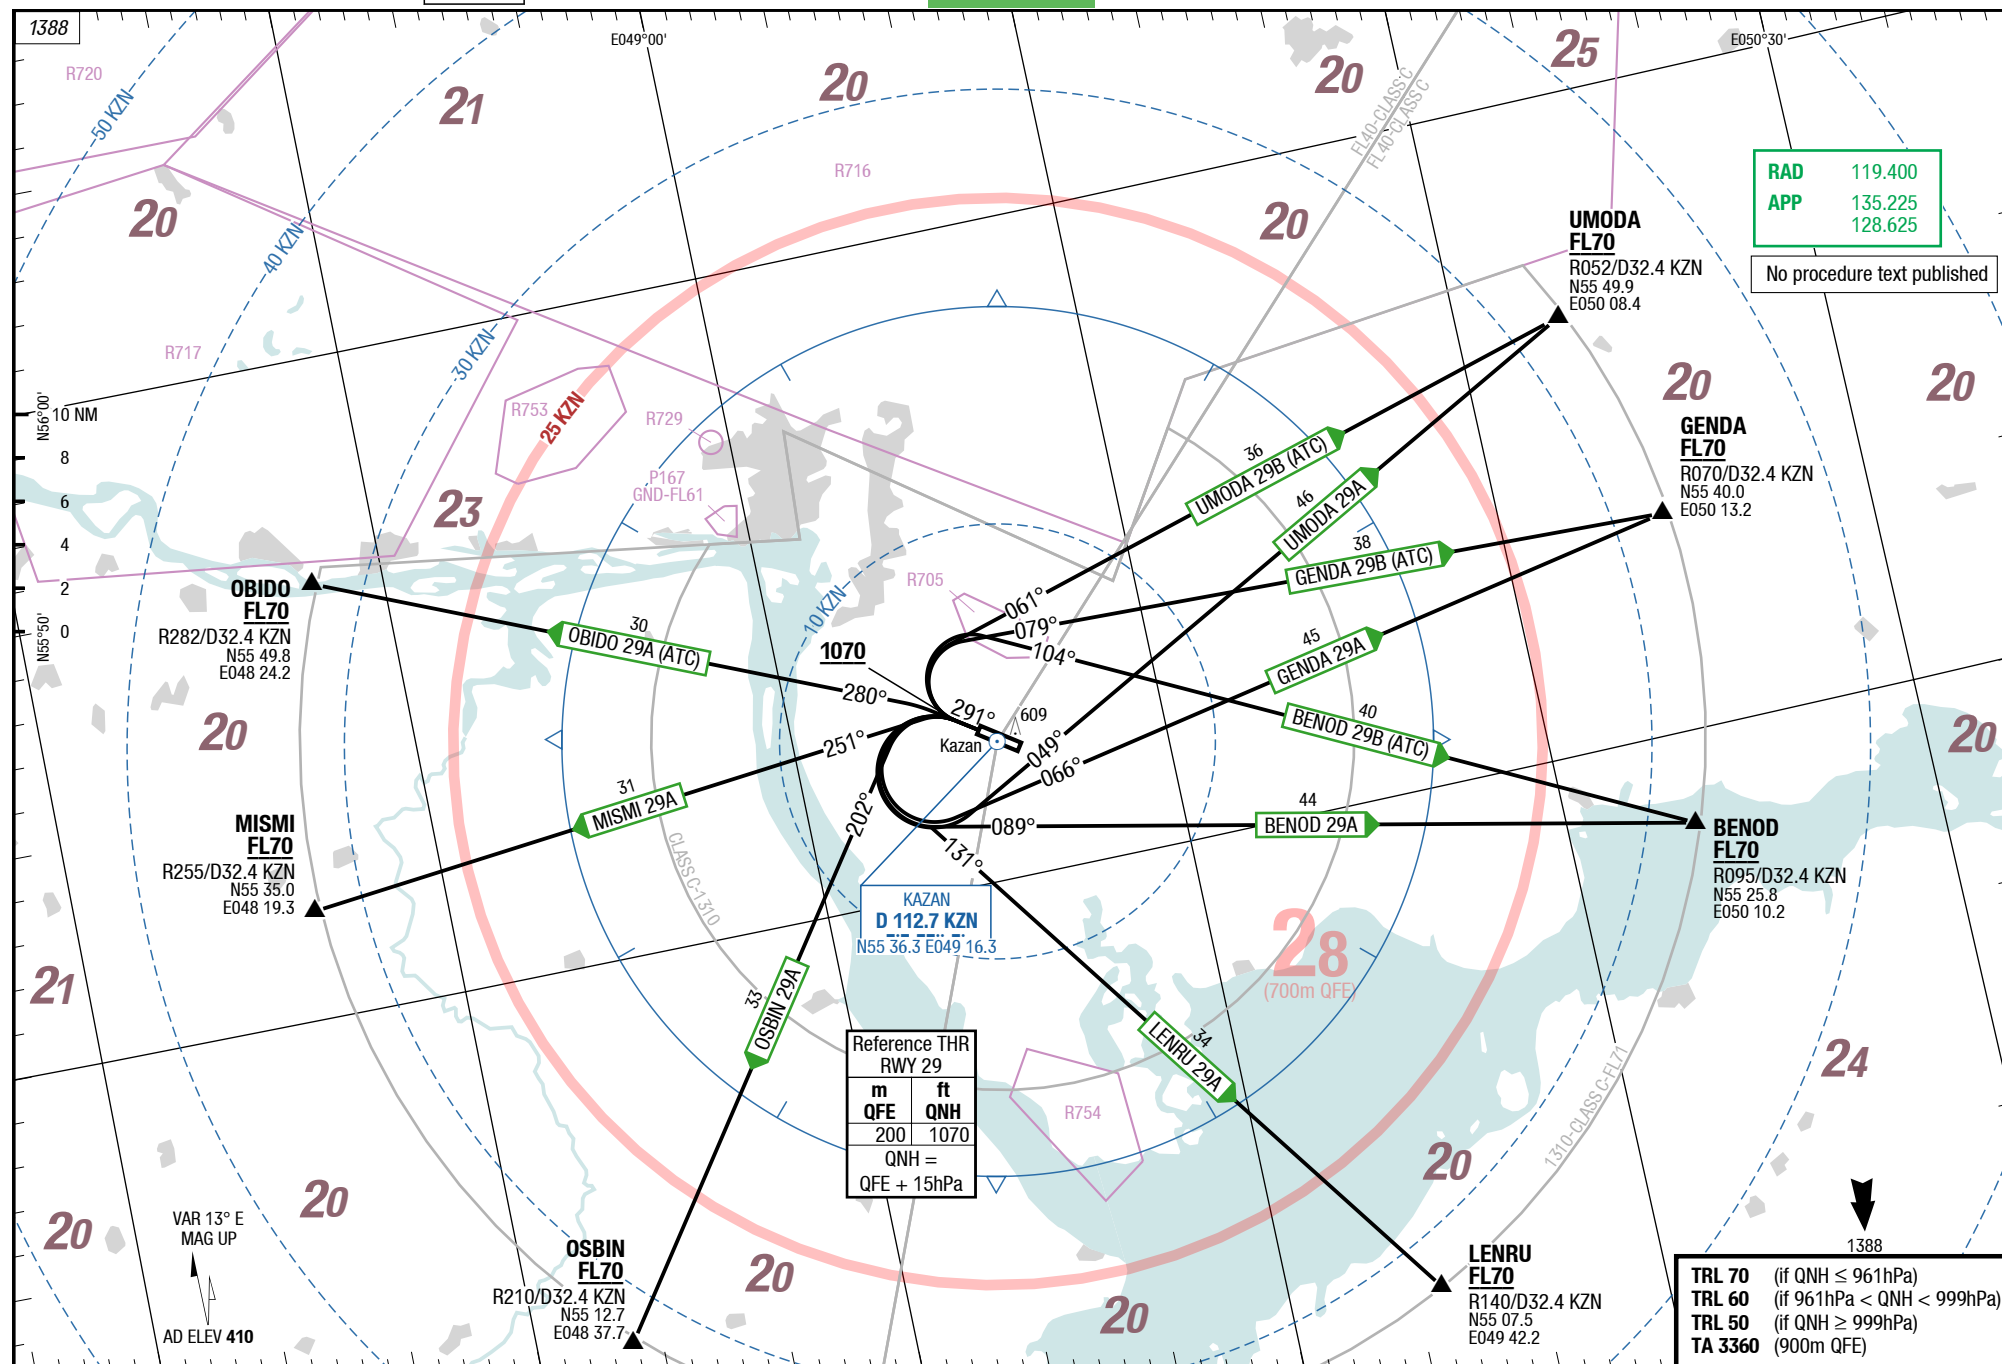 1388
E049°00'
E050°30'
R720
50 KZN
21
20
20
25
FL40-CLASS C
FL40-CLASS C
R716
RAD 119.400
APP 135.225
128.625
No procedure text published
20
40 KZN
20
UMODA
FL70
R052/D32.4 KZN
N55 49.9
E050 08.4
R717
30 KZN
20
20
N56°00'
10 NM
8
6
4
2
0
N55°50'
R753
25 KZN
R729
P167
GND-FL61
23
GENDA
FL70
R070/D32.4 KZN
N55 40.0
E050 13.2
36
UMODA 29B (ATC)
46
UMODA 29A
38
GENDA 29B (ATC)
45
GENDA 29A
40
BENOD 29B (ATC)
44
BENOD 29A
R705
10 KZN
061°
079°
104°
OBIDO
FL70
R282/D32.4 KZN
N55 49.8
E048 24.2
30
OBIDO 29A (ATC)
1070
280°
291°
609
Kazan
251°
049°
066°
20
20
31
MISMI 29A
202°
089°
131°
MISMI
FL70
R255/D32.4 KZN
N55 35.0
E048 19.3
CLASS C-1310
BENOD
FL70
R095/D32.4 KZN
N55 25.8
E050 10.2
KAZAN
D 112.7 KZN
N55 36.3 E049 16.3
28
(700m QFE)
21
33
OSBIN 29A
34
LENRU 29A
Reference THR
RWY 29
m ft
QFE QNH
200 1070
QNH =
QFE + 15hPa
R754
24
1310-CLASS C-FL71
20
20
20
VAR 13° E
MAG UP
AD ELEV 410
OSBIN
FL70
R210/D32.4 KZN
N55 12.7
E048 37.7
20
20
LENRU
FL70
R140/D32.4 KZN
N55 07.5
E049 42.2
1388
TRL 70 (if QNH ≤ 961hPa)
TRL 60 (if 961hPa < QNH < 999hPa)
TRL 50 (if QNH ≥ 999hPa)
TA 3360 (900m QFE)